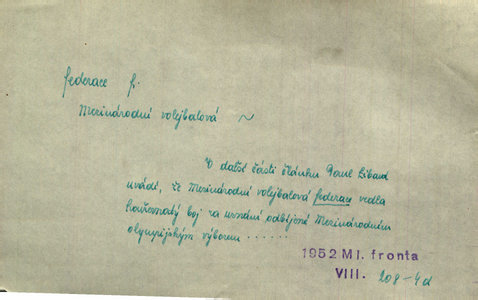 federace f.
Mezinárodní volejbalová ~
V další části článku Paul Libaud
uvádí, že Mezinárodní volejbalová federace vedla
houževnatý boj za uznání odbíjené Mezinárodním
olympijským výborem ......
1952 Ml. fronta
VIII. 208-4d